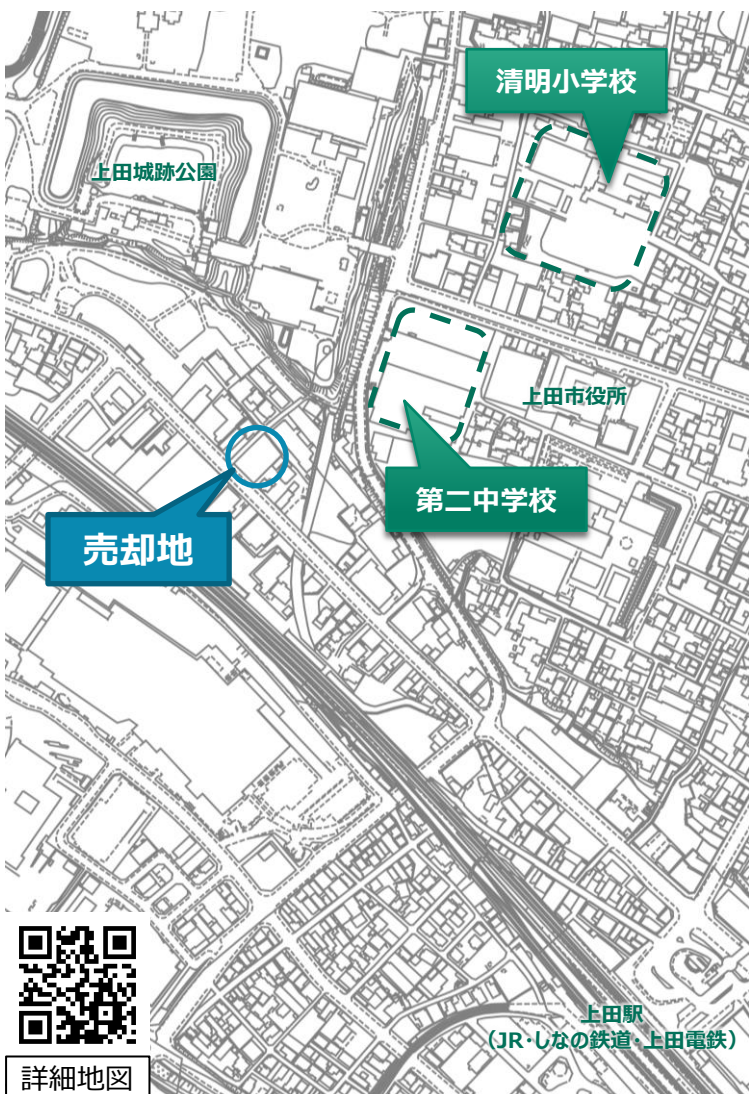 清明小学校
上田城跡公園
上田市役所
第二中学校
売却地
上田駅
（JR・しなの鉄道・上田電鉄）
詳細地図